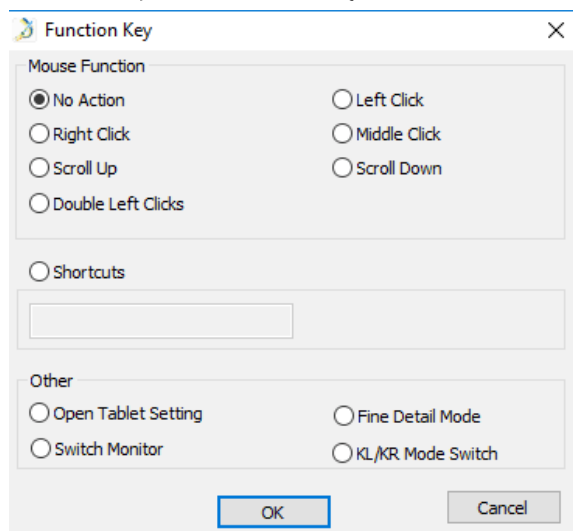 Function Key
Mouse Function
No Action Left Click
Right Click Middle Click
Scroll Up Scroll Down
Double Left Clicks
Shortcuts
Other
Open Tablet Setting Fine Detail Mode
Switch Monitor KL/KR Mode Switch
OK Cancel